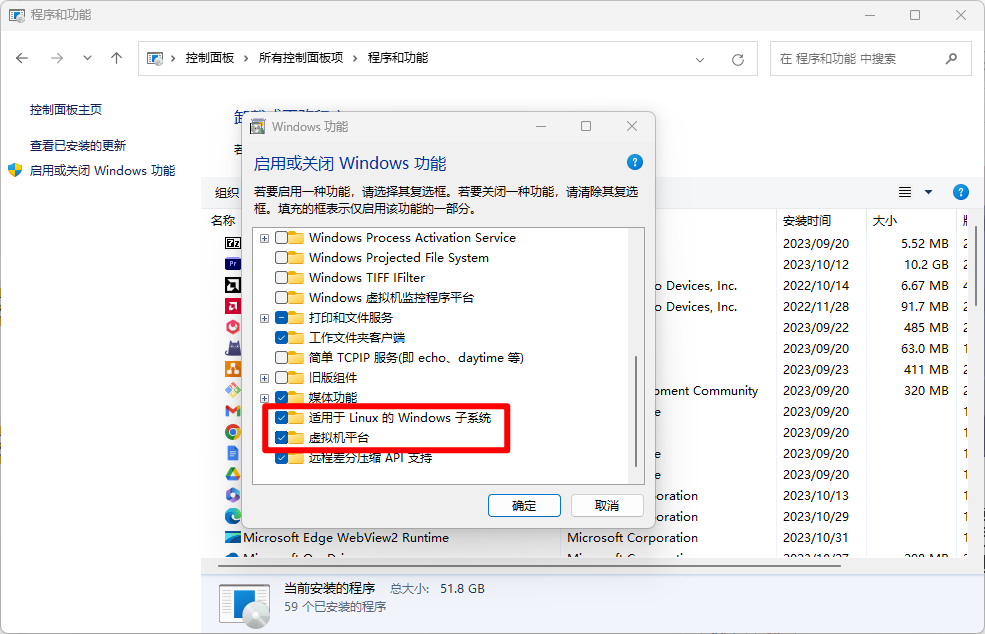 程序和功能
控制面板 › 所有控制面板项 › 程序和功能
在 程序和功能 中搜索
控制面板主页
查看已安装的更新
启用或关闭 Windows 功能
组织
名称
安装时间
大小
Windows 功能
启用或关闭 Windows 功能
若要启用一种功能，请选择其复选框。若要关闭一种功能，请清除其复选
框。填充的框表示仅启用该功能的一部分。
Windows Process Activation Service
Windows Projected File System
Windows TIFF IFilter
Windows 虚拟机监控程序平台
打印和文件服务
工作文件夹客户端
简单 TCPIP 服务(即 echo、daytime 等)
旧版组件
媒体功能
适用于 Linux 的 Windows 子系统
虚拟机平台
远程差分压缩 API 支持
确定
取消
2023/09/20 5.52 MB
2023/10/12 10.2 GB
o Devices, Inc. 2022/10/14 6.67 MB
o Devices, Inc. 2022/11/28 91.7 MB
2023/09/22 485 MB
2023/09/20 63.0 MB
2023/09/23 411 MB
ment Community 2023/09/20 320 MB
2023/09/20
2023/09/20
2023/09/20
2023/09/20
oration 2023/10/13
oration 2023/10/29
Microsoft Edge WebView2 Runtime Microsoft Corporation 2023/10/31
当前安装的程序 总大小: 51.8 GB
59 个已安装的程序